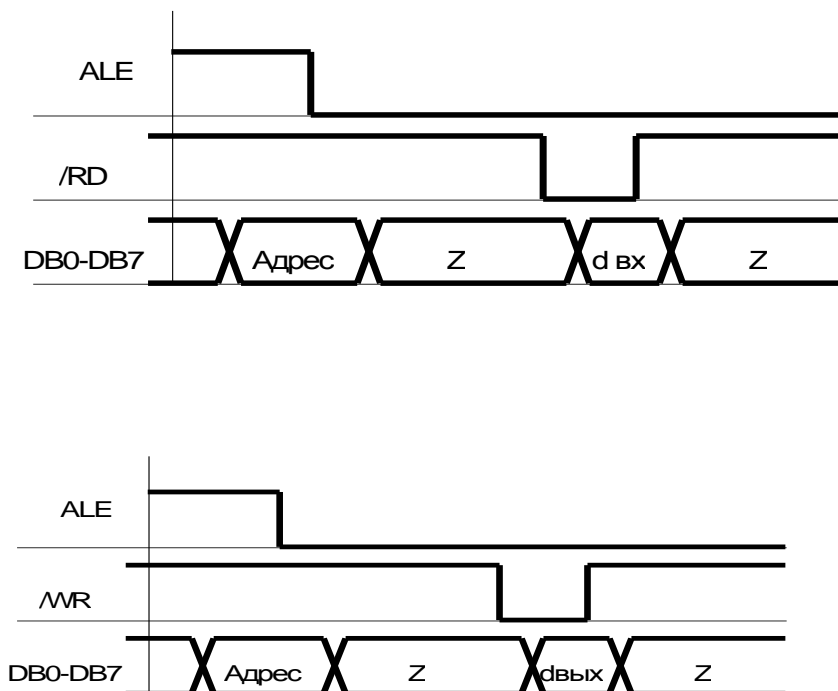 ALE
/RD
DB0-DB7 Адрес Z d вх Z
ALE
/WR
DB0-DB7 Адрес Z dвых Z